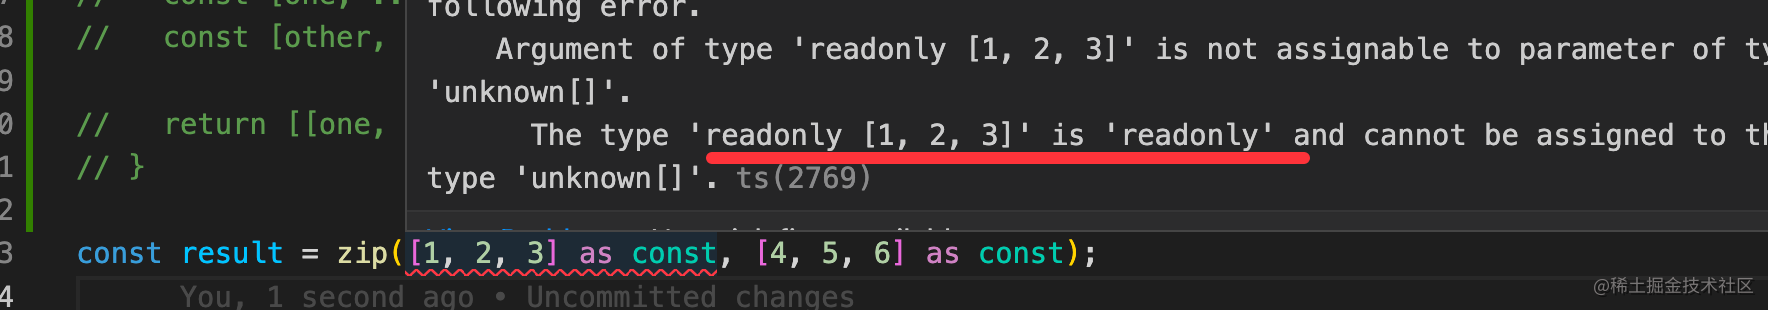 following error.
8 // const [other,
Argument of type 'readonly [1, 2, 3]' is not assignable to parameter of ty
9
'unknown[]'.
0 // return [[one,
The type 'readonly [1, 2, 3]' is 'readonly' and cannot be assigned to th
1 // }
type 'unknown[]'. ts(2769)
2
3 const result = zip([1, 2, 3] as const, [4, 5, 6] as const);
4 You, 1 second ago • Uncommitted changes
@稀土掘金技术社区